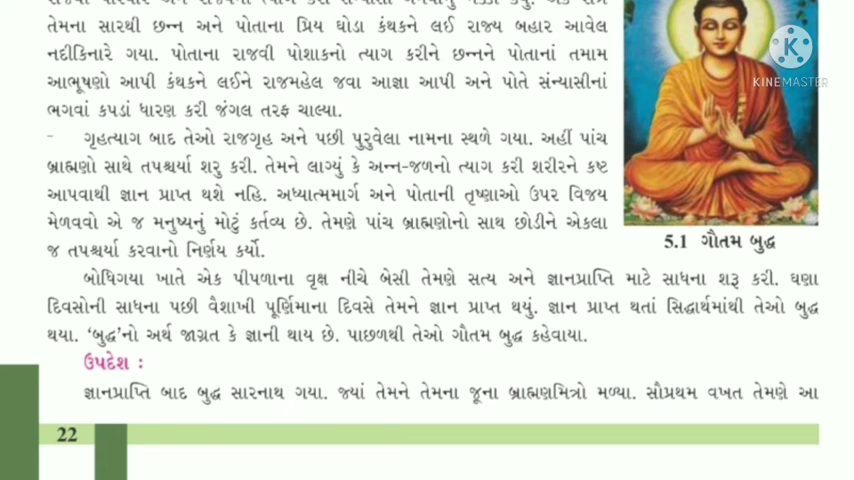 તેમના સારથી છન્ન અને પોતાના પ્રિય ઘોડા કંથકને લઈ રાજ્ય બહાર આવેલ
નદીકિનારે ગયા. પોતાના રાજવી પોશાકનો ત્યાગ કરીને છન્નને પોતાનાં તમામ
આભૂષણો આપી કંથકને લઈને રાજમહેલ જવા આજ્ઞા આપી અને પોતે સંન્યાસીનાં
ભગવાં કપડાં ધારણ કરી જંગલ તરફ ચાલ્યા.
KINEMASTER
- ગૃહત્યાગ બાદ તેઓ રાજગૃહ અને પછી પુરુવેલા નામના સ્થળે ગયા. અહીં પાંચ
બ્રાહ્મણો સાથે તપશ્ચર્યા શરુ કરી. તેમને લાગ્યું કે અન્ન-જળનો ત્યાગ કરી શરીરને કષ્ટ
આપવાથી જ્ઞાન પ્રાપ્ત થશે નહિ. અધ્યાત્મમાર્ગ અને પોતાની તૃષ્ણાઓ ઉપર વિજય
મેળવવો એ જ મનુષ્યનું મોટું કર્તવ્ય છે. તેમણે પાંચ બ્રાહ્મણોનો સાથ છોડીને એકલા
જ તપશ્ચર્યા કરવાનો નિર્ણય કર્યો.
5.1 ગૌતમ બુદ્ધ
બોધિગયા ખાતે એક પીપળાના વૃક્ષ નીચે બેસી તેમણે સત્ય અને જ્ઞાનપ્રાપ્તિ માટે સાધના શરૂ કરી. ઘણા
દિવસોની સાધના પછી વૈશાખી પૂર્ણિમાના દિવસે તેમને જ્ઞાન પ્રાપ્ત થયું. જ્ઞાન પ્રાપ્ત થતાં સિદ્ધાર્થમાંથી તેઓ બુદ્ધ
થયા. ‘બુદ્ધ’નો અર્થ જાગ્રત કે જ્ઞાની થાય છે. પાછળથી તેઓ ગૌતમ બુદ્ધ કહેવાયા.
ઉપદેશ :
જ્ઞાનપ્રાપ્તિ બાદ બુદ્ધ સારનાથ ગયા. જ્યાં તેમને તેમના જૂના બ્રાહ્મણમિત્રો મળ્યા. સૌપ્રથમ વખત તેમણે આ
22